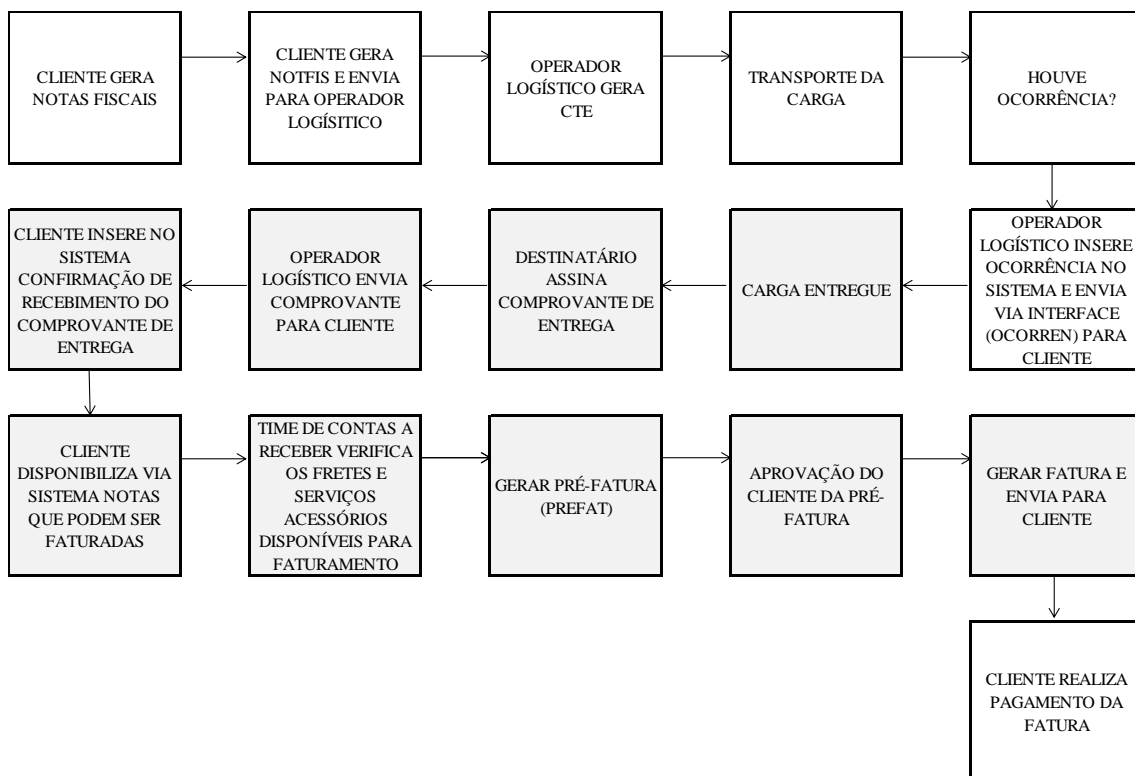 CLIENTE GERA
NOTAS FISCAIS
CLIENTE GERA
NOTFIS E ENVIA
PARA OPERADOR
LOGÍSITICO
OPERADOR
LOGÍSTICO GERA
CTE
TRANSPORTE DA
CARGA
HOUVE
OCORRÊNCIA?
OPERADOR
LOGÍSTICO INSERE
OCORRÊNCIA NO
SISTEMA E ENVIA
VIA INTERFACE
(OCORREN) PARA
CLIENTE
CARGA ENTREGUE
DESTINATÁRIO
ASSINA
COMPROVANTE DE
ENTREGA
OPERADOR
LOGÍSTICO ENVIA
COMPROVANTE
PARA CLIENTE
CLIENTE INSERE NO
SISTEMA
CONFIRMAÇÃO DE
RECEBIMENTO DO
COMPROVANTE DE
ENTREGA
CLIENTE
DISPONIBILIZA VIA
SISTEMA NOTAS
QUE PODEM SER
FATURADAS
TIME DE CONTAS A
RECEBER VERIFICA
OS FRETES E
SERVIÇOS
ACESSÓRIOS
DISPONÍVEIS PARA
FATURAMENTO
GERAR PRÉ-FATURA
(PREFAT)
APROVAÇÃO DO
CLIENTE DA PRÉ-
FATURA
GERAR FATURA E
ENVIA PARA
CLIENTE
CLIENTE REALIZA
PAGAMENTO DA
FATURA